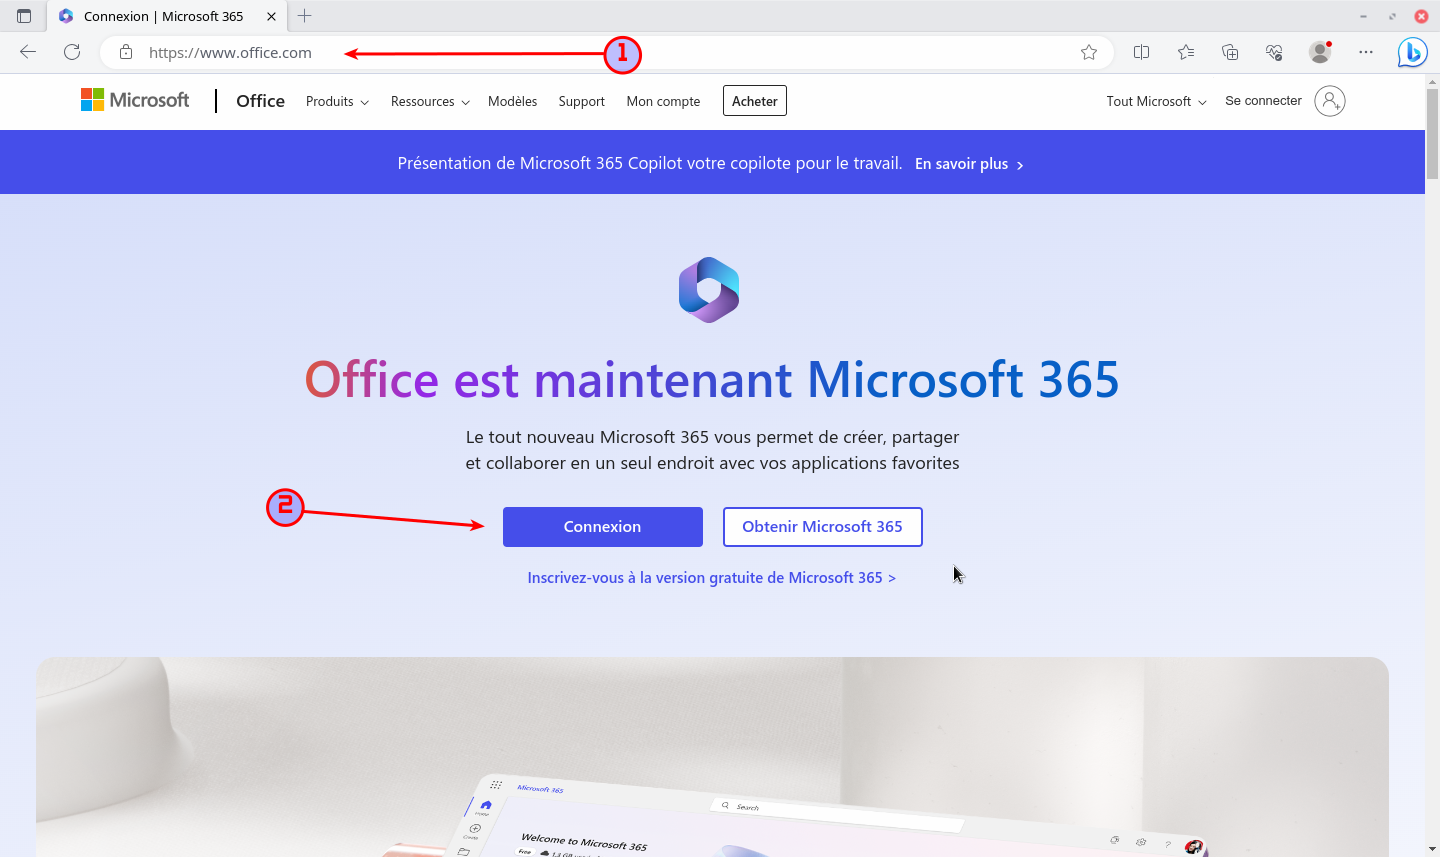 Connexion | Microsoft 365
https://www.office.com
1
Microsoft
Office
Produits
Ressources
Modèles
Support
Mon compte
Acheter
Tout Microsoft
Se connecter
Présentation de Microsoft 365 Copilot votre copilote pour le travail. En savoir plus >
Office est maintenant Microsoft 365
Le tout nouveau Microsoft 365 vous permet de créer, partager
et collaborer en un seul endroit avec vos applications favorites
2
Connexion
Obtenir Microsoft 365
Inscrivez-vous à la version gratuite de Microsoft 365 >
Microsoft 365
Search
Home
Create
Welcome to Microsoft 365
Free